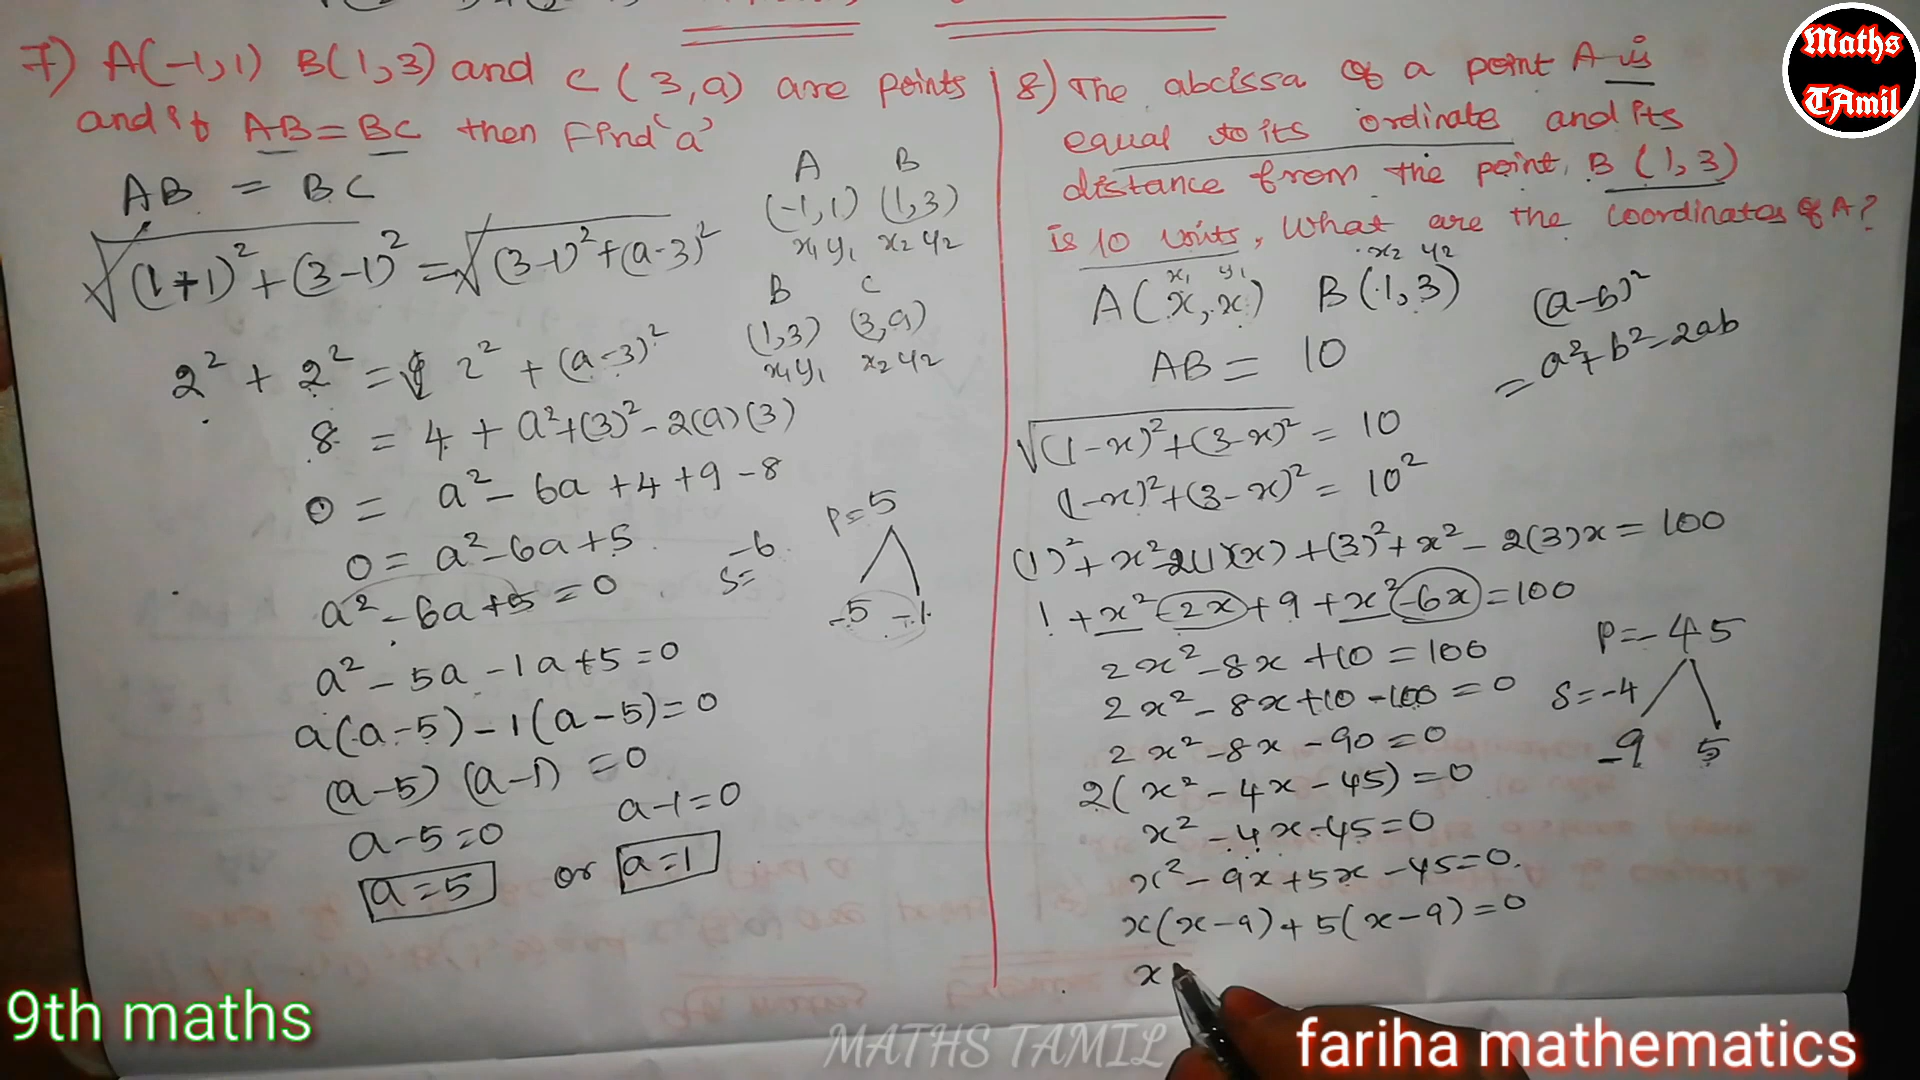 7) A(-1,1) B(1,3) and C(3,a) are points
and if AB=BC then Find 'a'
AB = BC
√(1+1)²+(3-1)² = √(3-1)²+(a-3)²
2² + 2² = 2² + (a-3)²
8 = 4 + a²+(3)²-2(a)(3)
0 = a²-6a+4+9-8
0 = a²-6a+5
a²-6a+5=0
a²-5a-1a+5=0
a(a-5)-1(a-5)=0
(a-5)(a-1)=0
a-5=0 a-1=0
a=5 or a=1
A B
(-1,1) (1,3)
x1 y1 x2 y2
B C
(1,3) (3,a)
x1 y1 x2 y2
P=5
S=-6
-5 -1
8) The abcissa of a point A is
equal to its ordinate and its
distance from the point, B (1,3)
is 10 units, What are the coordinates of A?
x1 y1 x2 y2
A(x,x) B(1,3)
AB = 10
(a-b)²
= a²+b²-2ab
√(1-x)²+(3-x)² = 10
(1-x)²+(3-x)² = 10²
(1)²+x²-2(1)(x)+(3)²+x²-2(3)x=100
1+x²-2x+9+x²-6x=100
2x²-8x+10=100
2x²-8x+10-100=0
2x²-8x-90=0
2(x²-4x-45)=0
x²-4x-45=0
x²-9x+5x-45=0.
x(x-9)+5(x-9)=0
x
P=-45
S=-4
-9 5
Maths
TAmil
9th maths
MATHS TAMIL
fariha mathematics